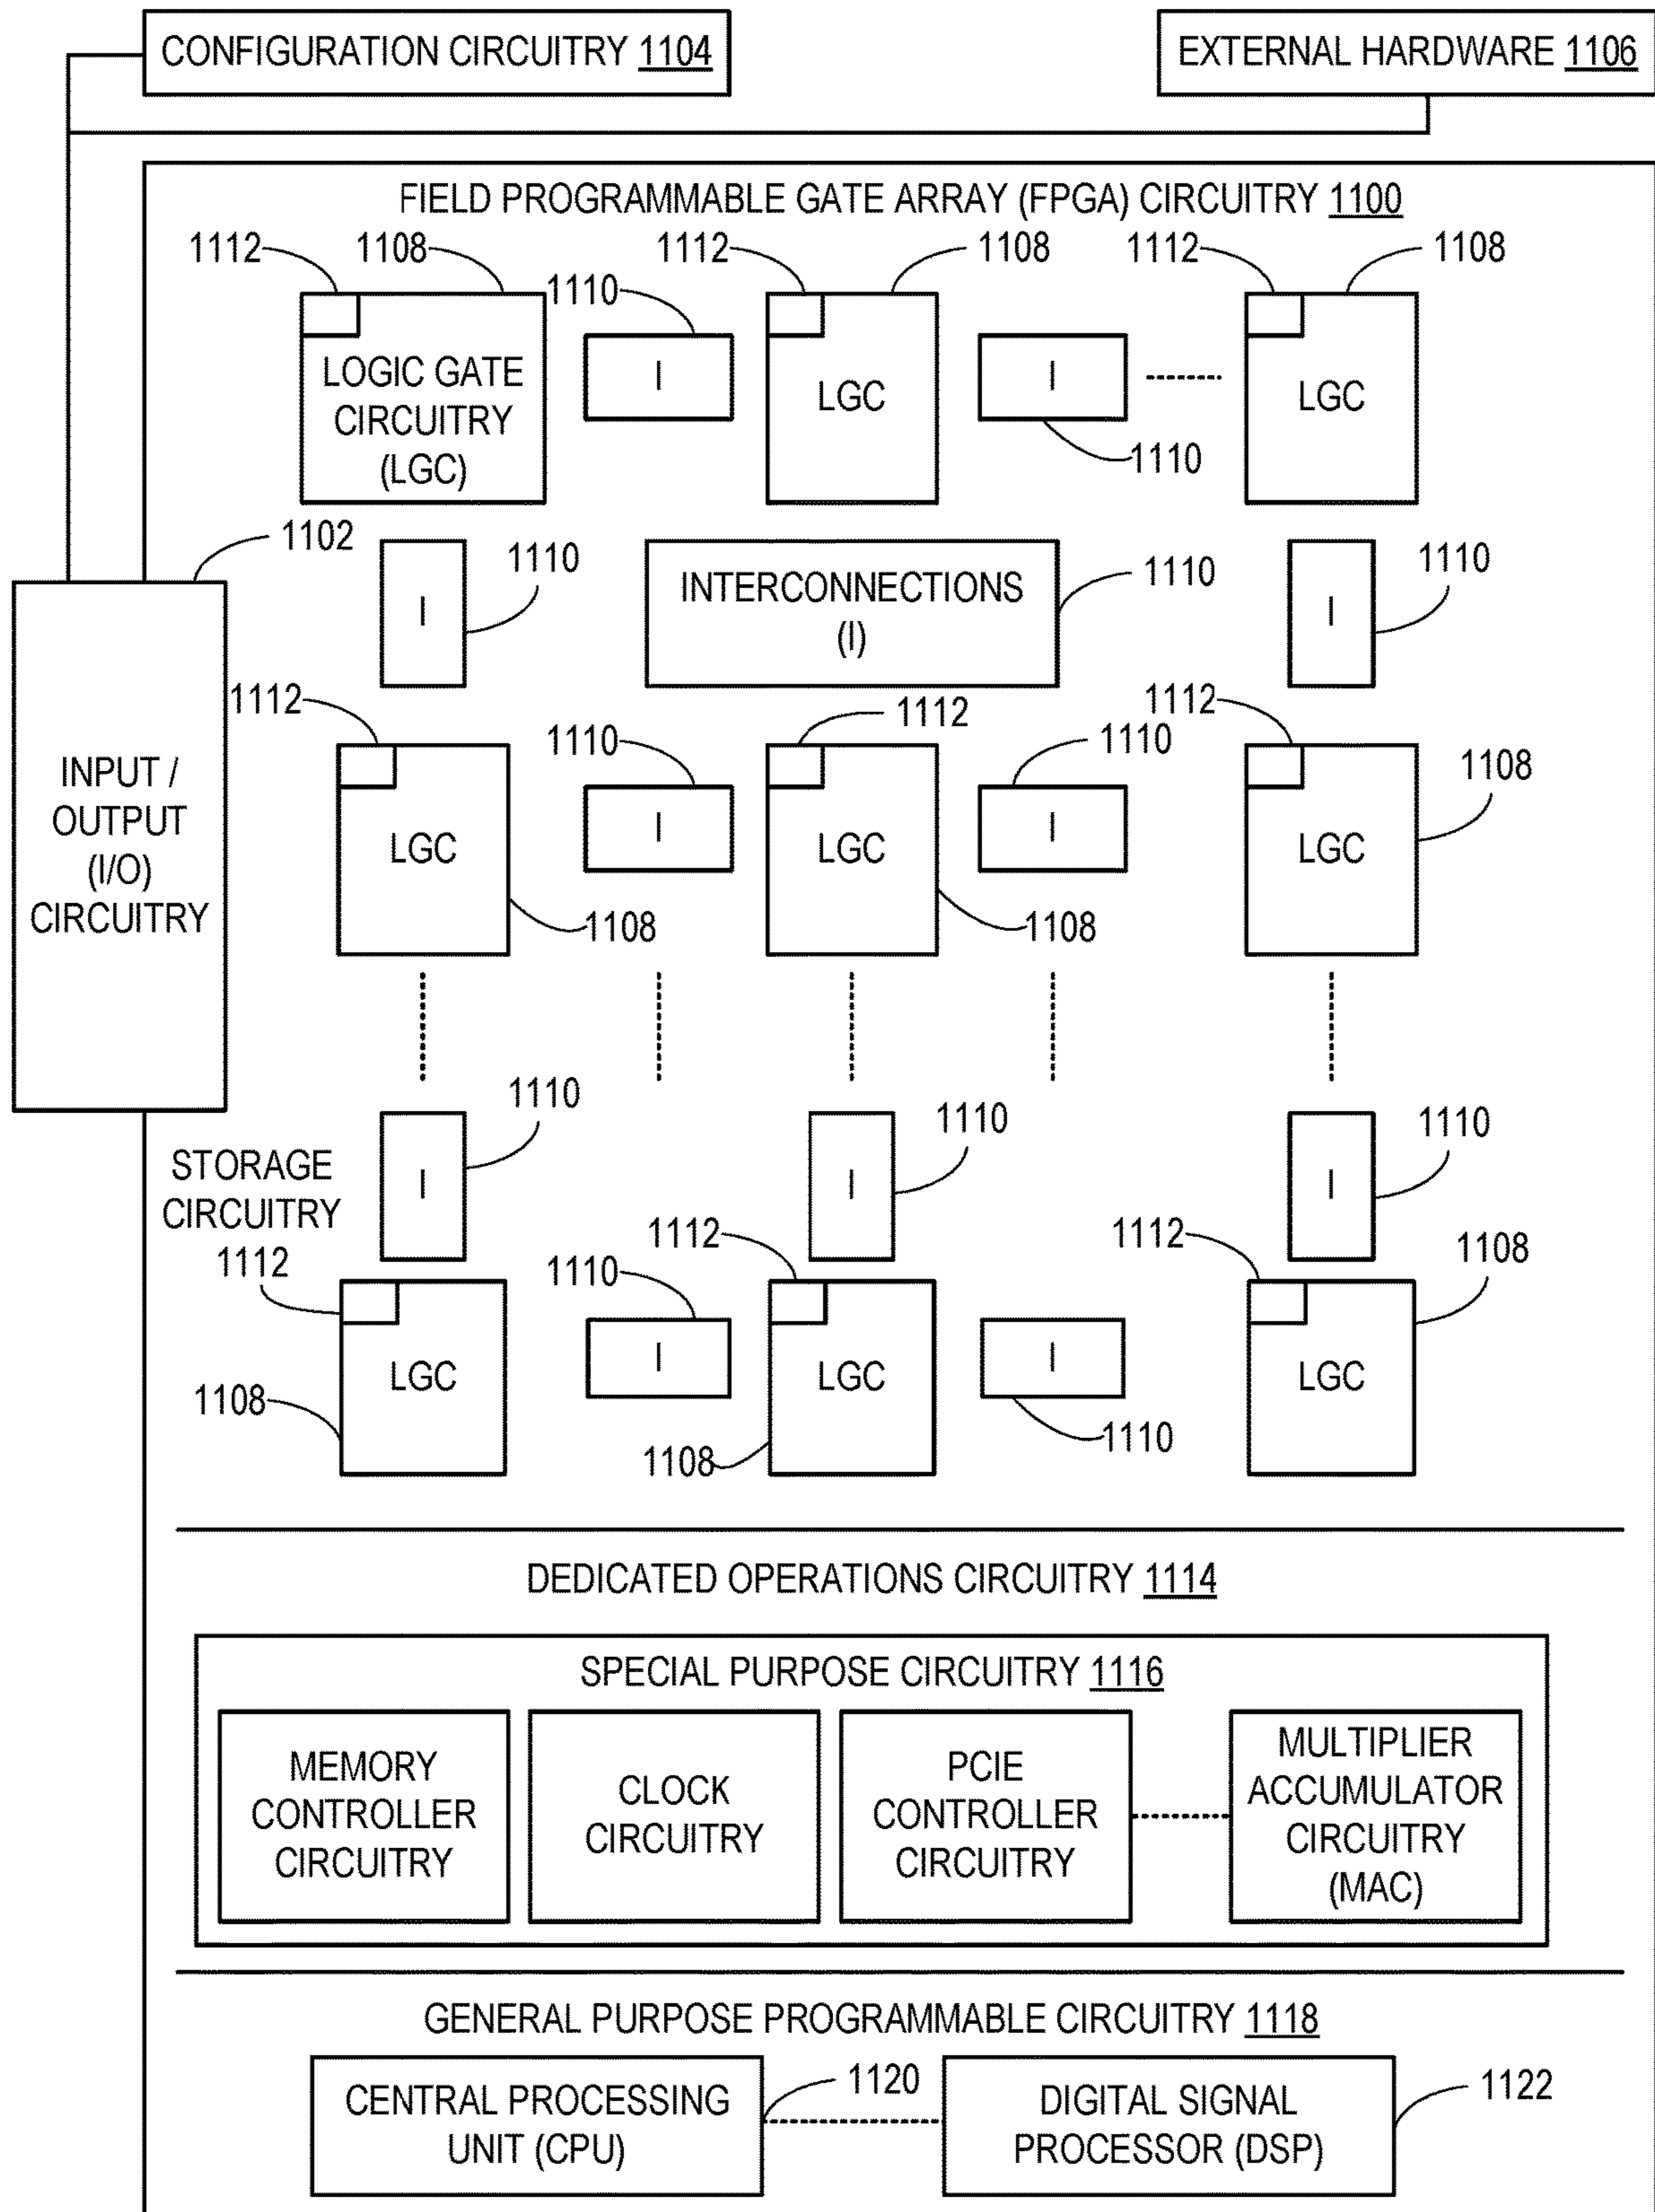 CONFIGURATION CIRCUITRY 1104
EXTERNAL HARDWARE 1106
FIELD PROGRAMMABLE GATE ARRAY (FPGA) CIRCUITRY 1100
1112
1108
1112
1108
1112
1108
1110
LOGIC GATE
CIRCUITRY
(LGC)
I
LGC
I
LGC
1110
1102
1110
INTERCONNECTIONS
(I)
1110
1110
I
I
1112
1112
1112
1110
1110
1108
INPUT /
OUTPUT
(I/O)
CIRCUITRY
LGC
I
LGC
I
LGC
1108
1108
1110
1110
1110
STORAGE
CIRCUITRY
I
I
I
1112
1112
1112
1108
1110
LGC
I
LGC
I
LGC
1108
1108
1110
DEDICATED OPERATIONS CIRCUITRY 1114
SPECIAL PURPOSE CIRCUITRY 1116
MEMORY
CONTROLLER
CIRCUITRY
CLOCK
CIRCUITRY
PCIE
CONTROLLER
CIRCUITRY
MULTIPLIER
ACCUMULATOR
CIRCUITRY
(MAC)
GENERAL PURPOSE PROGRAMMABLE CIRCUITRY 1118
CENTRAL PROCESSING
UNIT (CPU)
1120
DIGITAL SIGNAL
PROCESSOR (DSP)
1122